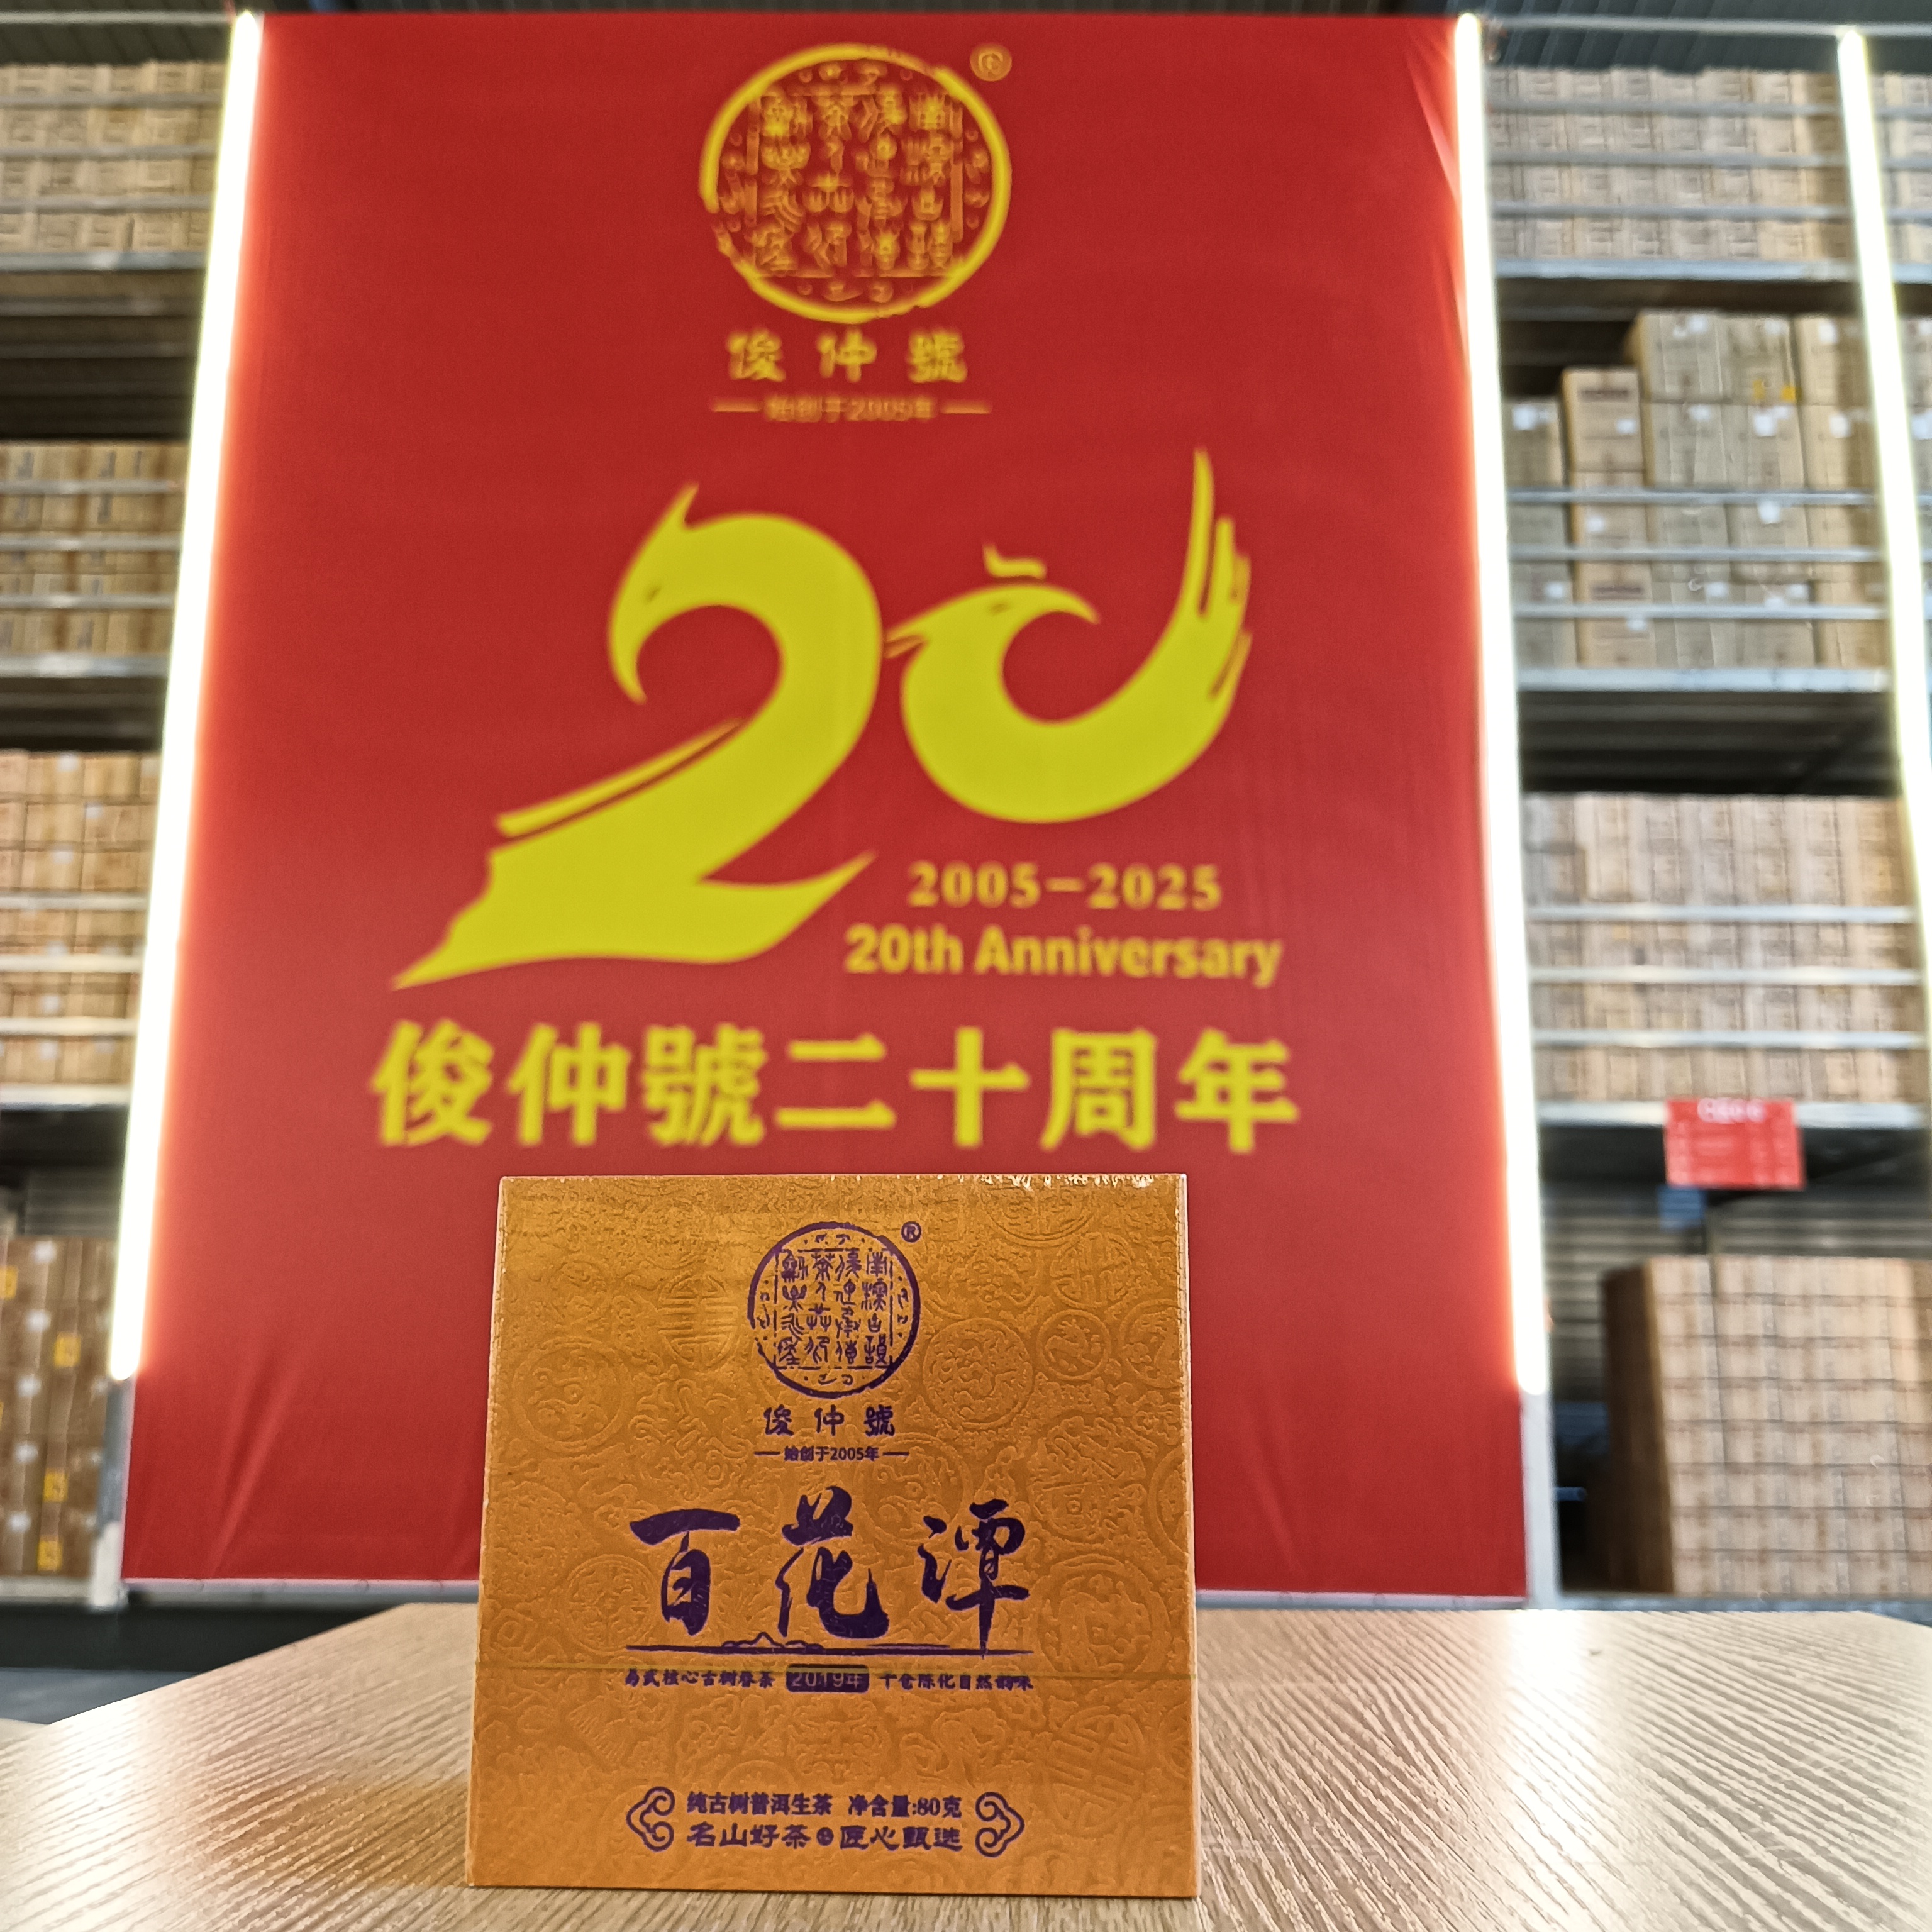 ®
俊仲號
始创于2005年
20
2005-2025
20th Anniversary
俊仲號二十周年
®
俊仲號
始创于2005年
百花潭
易武核心古树春茶 2019年 干仓陈化自然韵味
纯古树普洱生茶 净含量:80克
名山好茶 匠心甄选